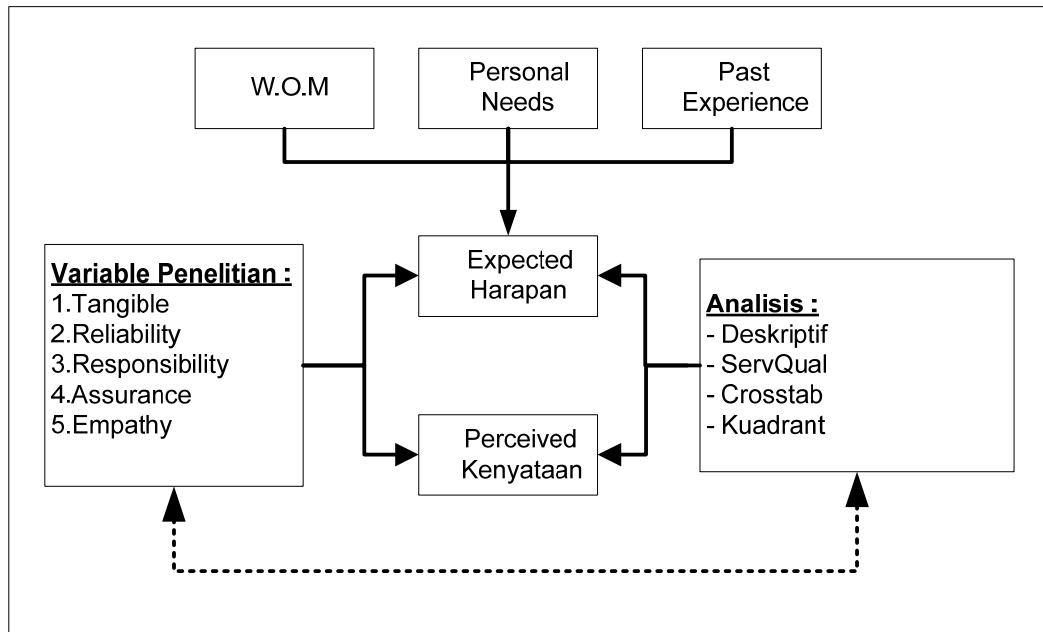 W.O.M
Personal
Needs
Past
Experience
Expected
Harapan
Variable Penelitian :
1.Tangible
2.Reliability
3.Responsibility
4.Assurance
5.Empathy
Analisis :
- Deskriptif
- ServQual
- Crosstab
- Kuadrant
Perceived
Kenyataan